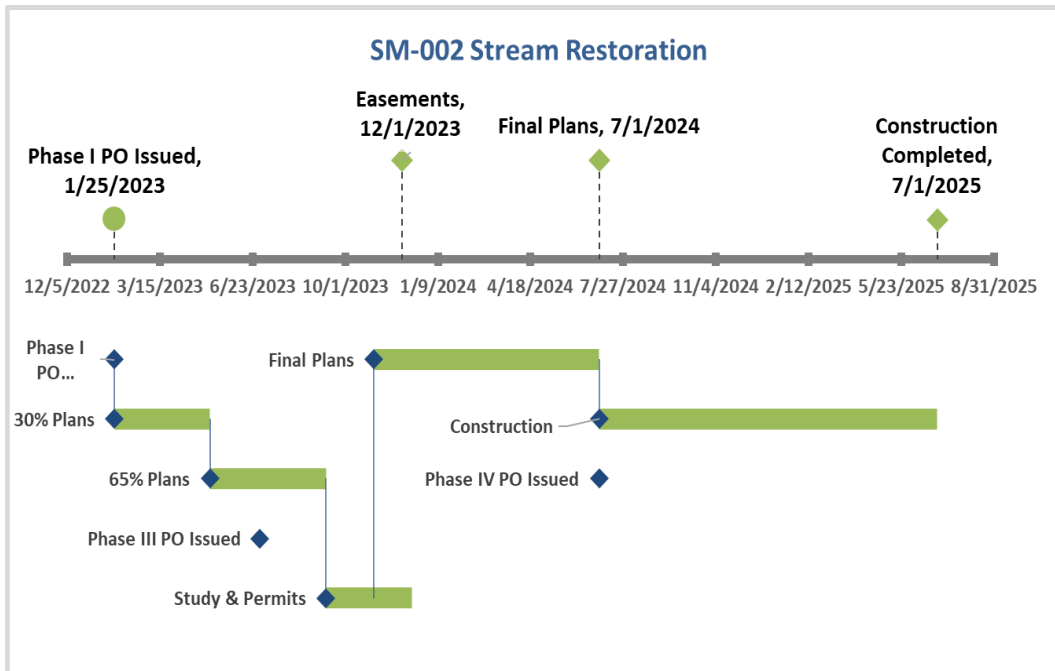 SM-002 Stream Restoration
Easements,
12/1/2023
Final Plans, 7/1/2024
Construction
Completed,
7/1/2025
Phase I PO Issued,
1/25/2023
12/5/2022
3/15/2023
6/23/2023
10/1/2023
1/9/2024
4/18/2024
7/27/2024
11/4/2024
2/12/2025
5/23/2025
8/31/2025
Phase I
PO...
Final Plans
30% Plans
Construction
65% Plans
Phase IV PO Issued
Phase III PO Issued
Study & Permits